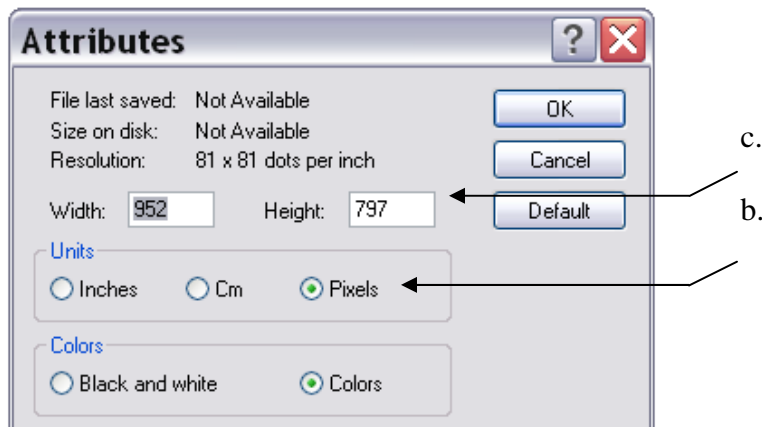 Attributes
File last saved: Not Available
Size on disk: Not Available
Resolution: 81 x 81 dots per inch
OK
Cancel
c.
Width: 952 Height: 797
Default
b.
Units
Inches Cm Pixels
Colors
Black and white Colors